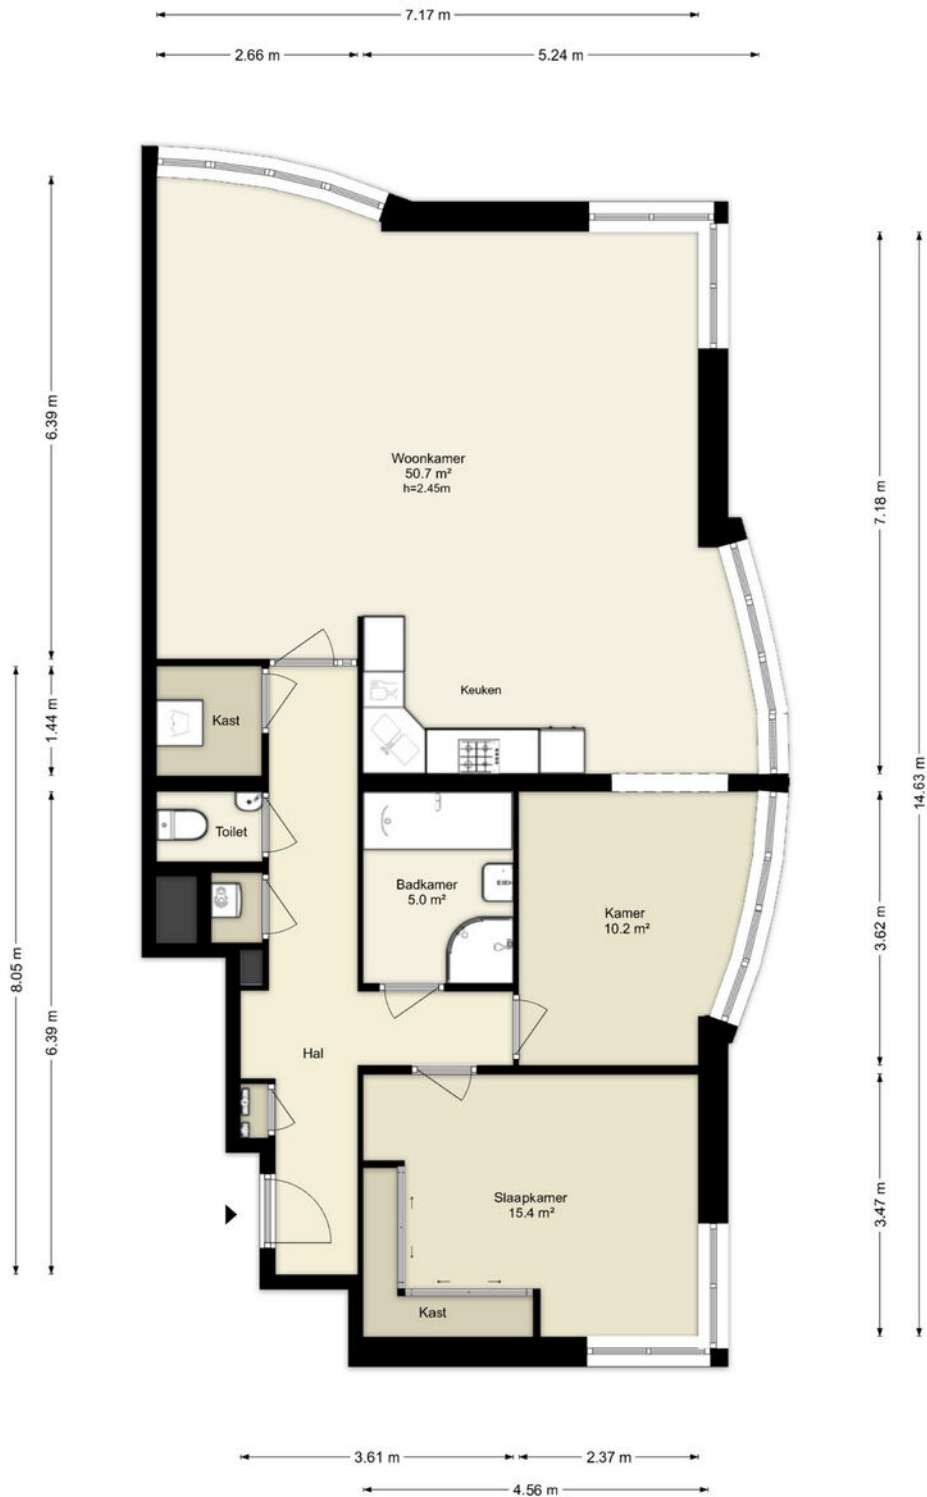 7.17 m
2.66 m
5.24 m
6.39 m
Woonkamer
50.7 m²
h=2.45m
7.18 m
14.63 m
Keuken
Kast
1.44 m
8.05 m
Toilet
Badkamer
5.0 m²
Kamer
10.2 m²
3.62 m
6.39 m
Hal
Slaapkamer
15.4 m²
3.47 m
Kast
3.61 m
2.37 m
4.56 m